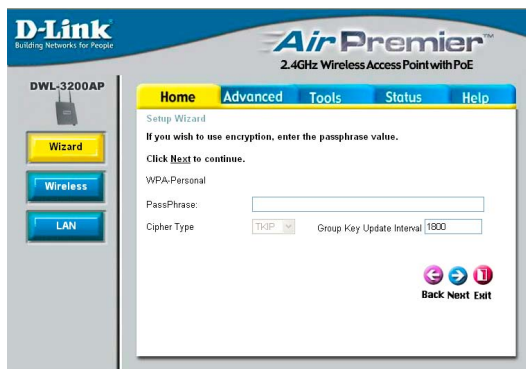 D-Link
Building Networks for People
Air Premier™
2.4GHz Wireless Access Point with PoE
DWL-3200AP
Home Advanced Tools Status Help
Wizard
Wireless
LAN
Setup Wizard
If you wish to use encryption, enter the passphrase value.
Click Next to continue.
WPA-Personal
PassPhrase:
Cipher Type TKIP Group Key Update Interval 1800
Back Next Exit